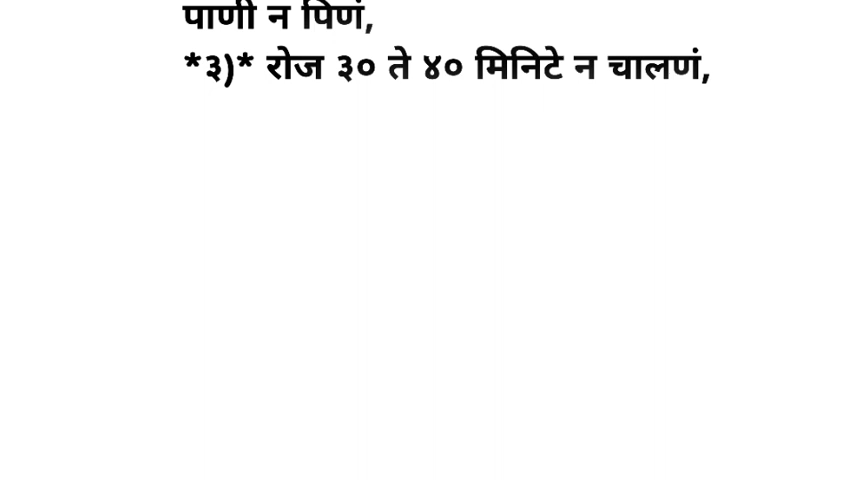 पाणी न पिणं,
*३)* रोज ३० ते ४० मिनिटे न चालणं,